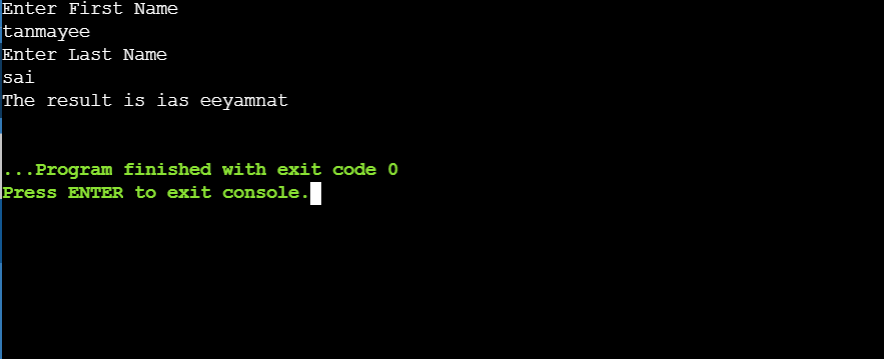 Enter First Name
tanmayee
Enter Last Name
sai
The result is ias eeyamnat
...Program finished with exit code 0
Press ENTER to exit console.